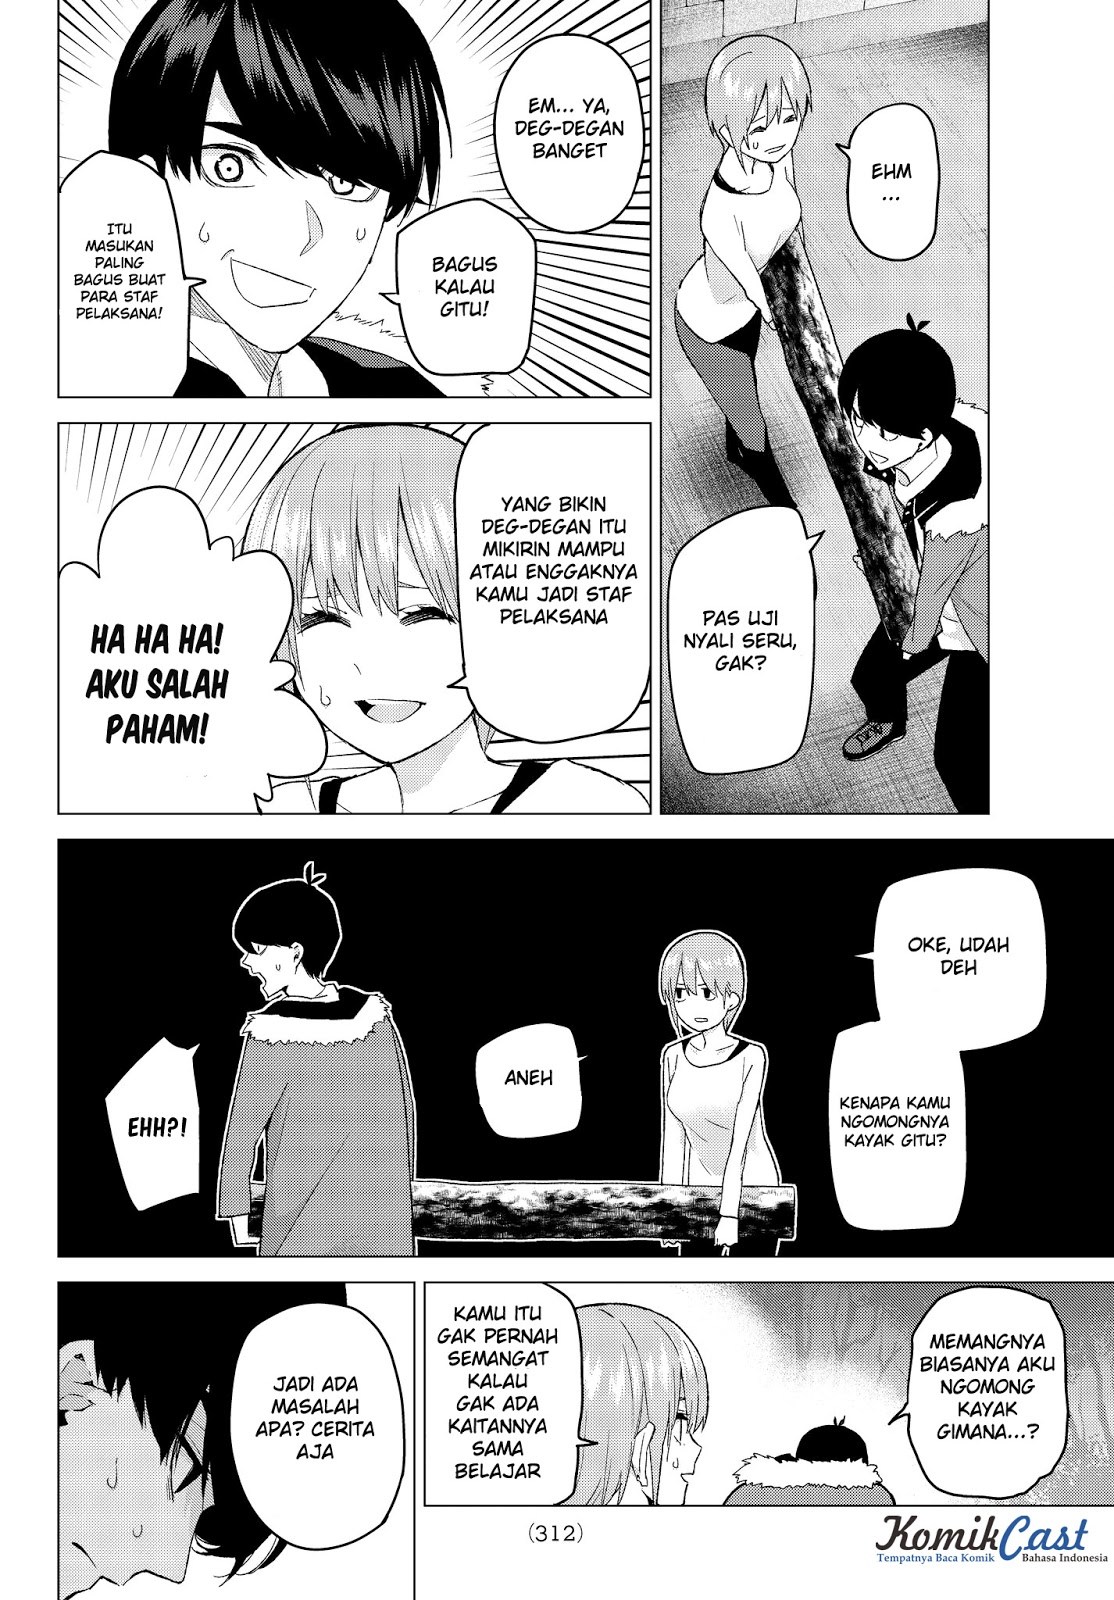 EHM
...
PAS UJI
NYALI SERU,
GAK?
EM... YA,
DEG-DEGAN
BANGET
BAGUS
KALAU
GITU!
ITU
MASUKAN
PALING
BAGUS BUAT
PARA STAF
PELAKSANA!
YANG BIKIN
DEG-DEGAN ITU
MIKIRIN MAMPU
ATAU ENGGAKNYA
KAMU JADI STAF
PELAKSANA
HA HA HA!
AKU SALAH
PAHAM!
OKE, UDAH
DEH
KENAPA KAMU
NGOMONGNYA
KAYAK GITU?
ANEH
EHH?!
MEMANGNYA
BIASANYA AKU
NGOMONG
KAYAK
GIMANA...?
KAMU ITU
GAK PERNAH
SEMANGAT
KALAU
GAK ADA
KAITANNYA
SAMA
BELAJAR
JADI ADA
MASALAH
APA? CERITA
AJA
(312)
KomikCast
Tempatnya Baca Komik Bahasa Indonesia